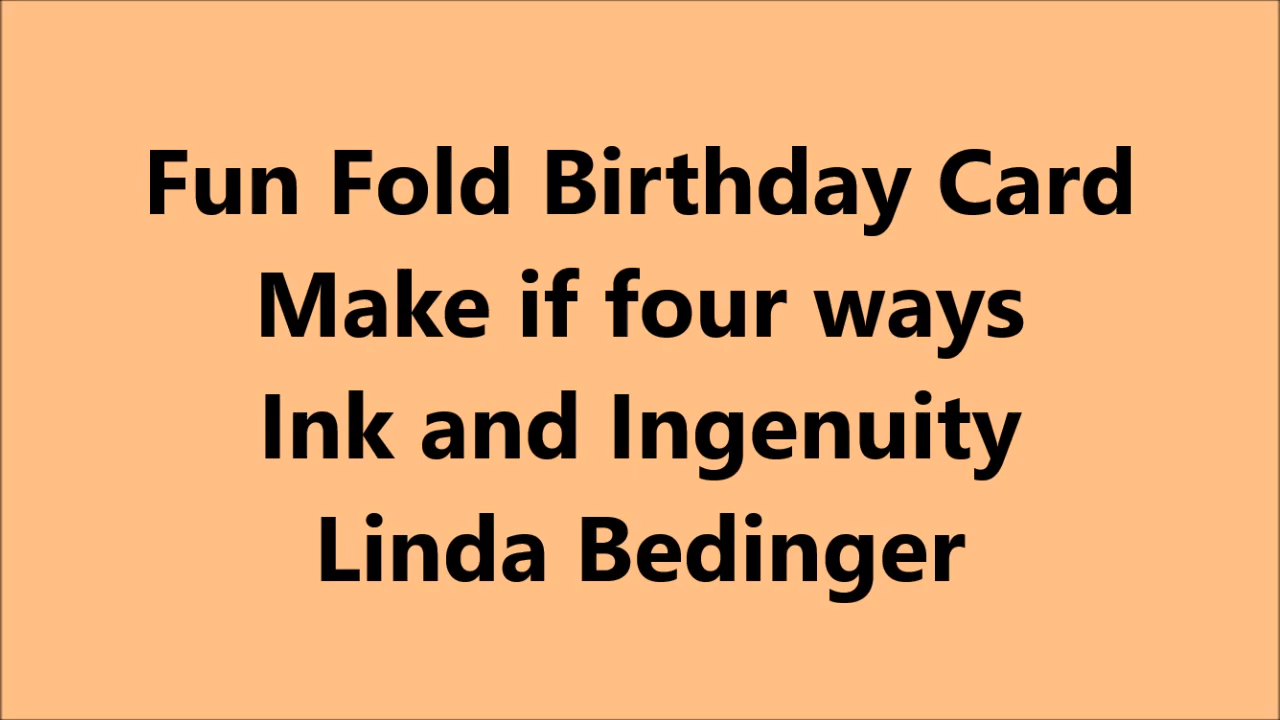 Fun Fold Birthday Card
Make if four ways
Ink and Ingenuity
Linda Bedinger